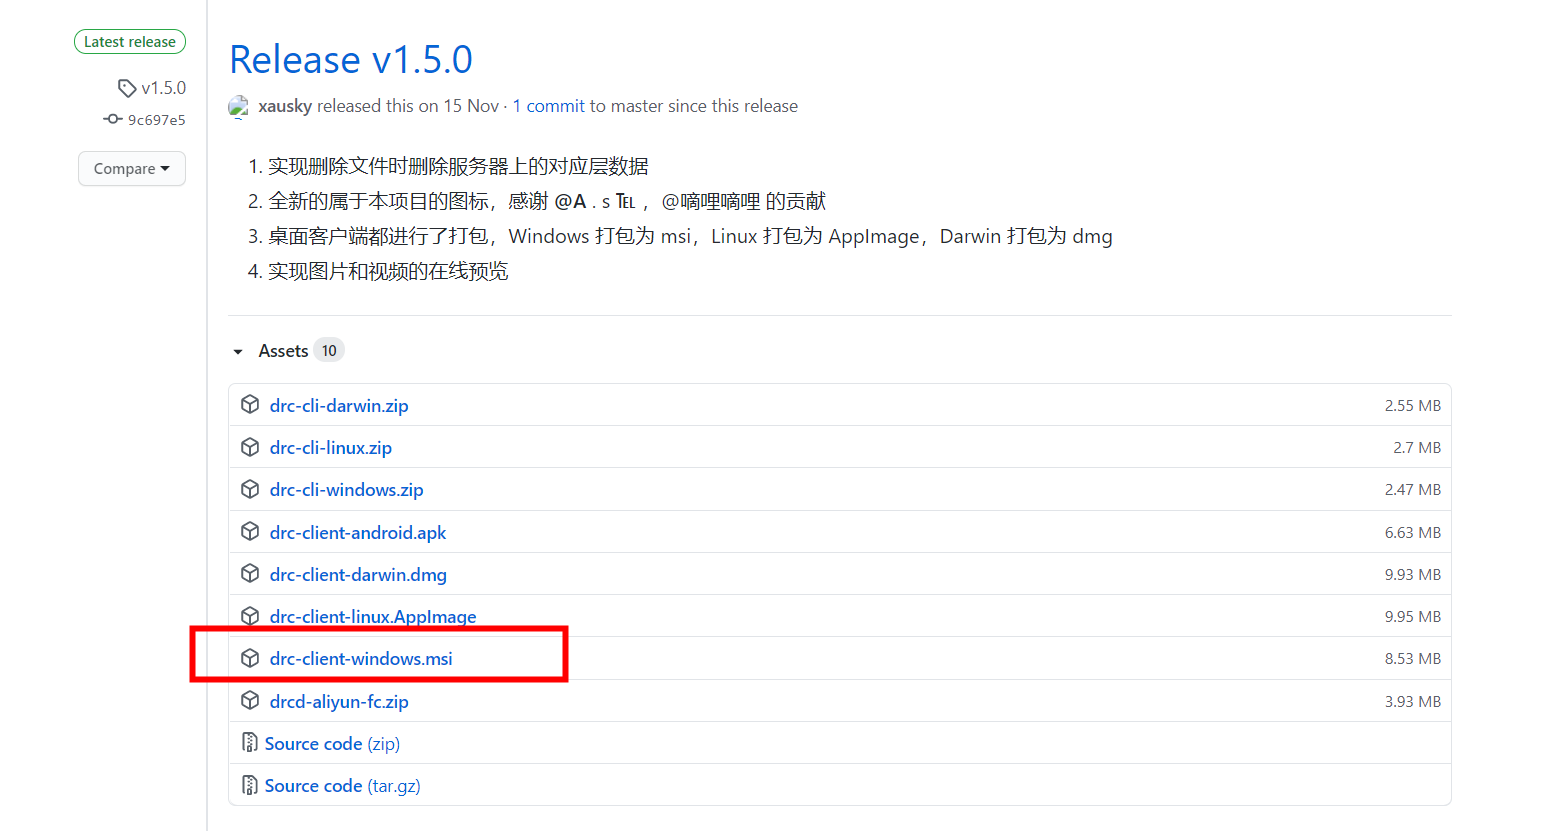 Latest release
v1.5.0
9c697e5
Compare
Release v1.5.0
xausky released this on 15 Nov · 1 commit to master since this release
1. 实现删除文件时删除服务器上的对应层数据
2. 全新的属于本项目的图标，感谢 @A . s ℡ ，@嘀哩嘀哩 的贡献
3. 桌面客户端都进行了打包，Windows 打包为 msi，Linux 打包为 AppImage，Darwin 打包为 dmg
4. 实现图片和视频的在线预览
Assets 10
drc-cli-darwin.zip 2.55 MB
drc-cli-linux.zip 2.7 MB
drc-cli-windows.zip 2.47 MB
drc-client-android.apk 6.63 MB
drc-client-darwin.dmg 9.93 MB
drc-client-linux.AppImage 9.95 MB
drc-client-windows.msi 8.53 MB
drcd-aliyun-fc.zip 3.93 MB
Source code (zip)
Source code (tar.gz)